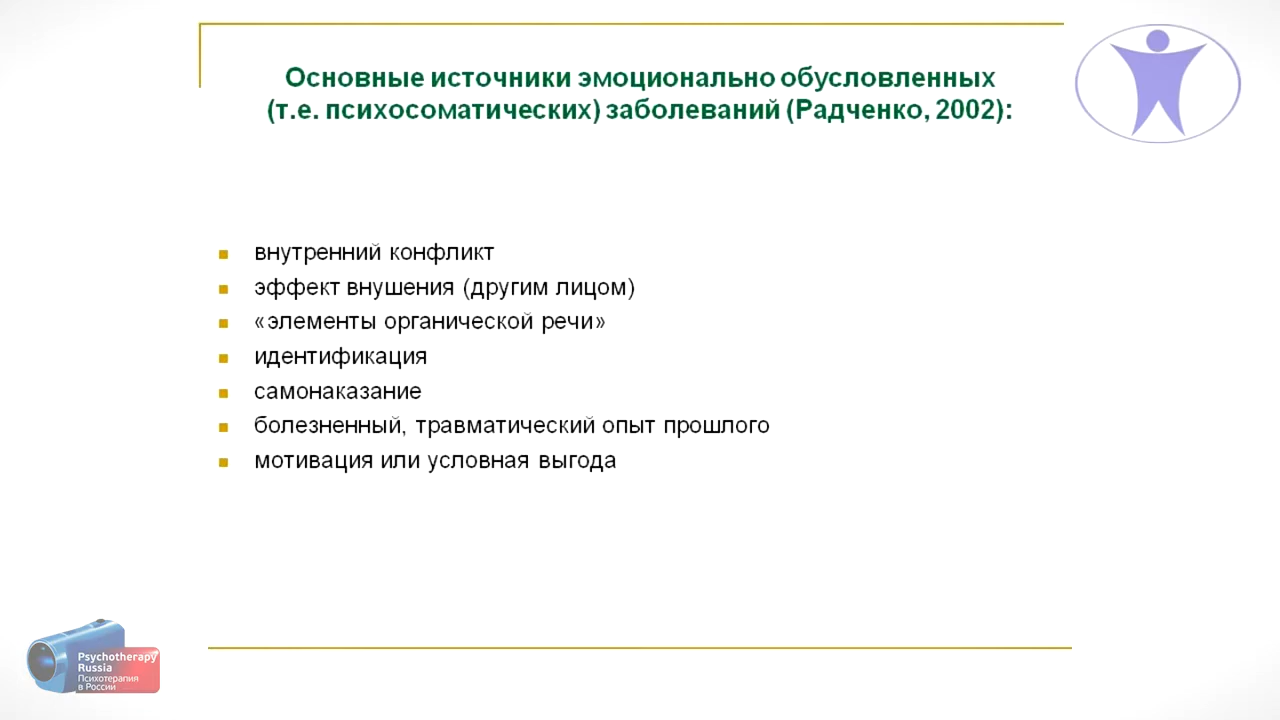 Основные источники эмоционально обусловленных
(т.е. психосоматических) заболеваний (Радченко, 2002):
внутренний конфликт
эффект внушения (другим лицом)
«элементы органической речи»
идентификация
самонаказание
болезненный, травматический опыт прошлого
мотивация или условная выгода
Psychotherapy
Russia
Психотерапия
в России